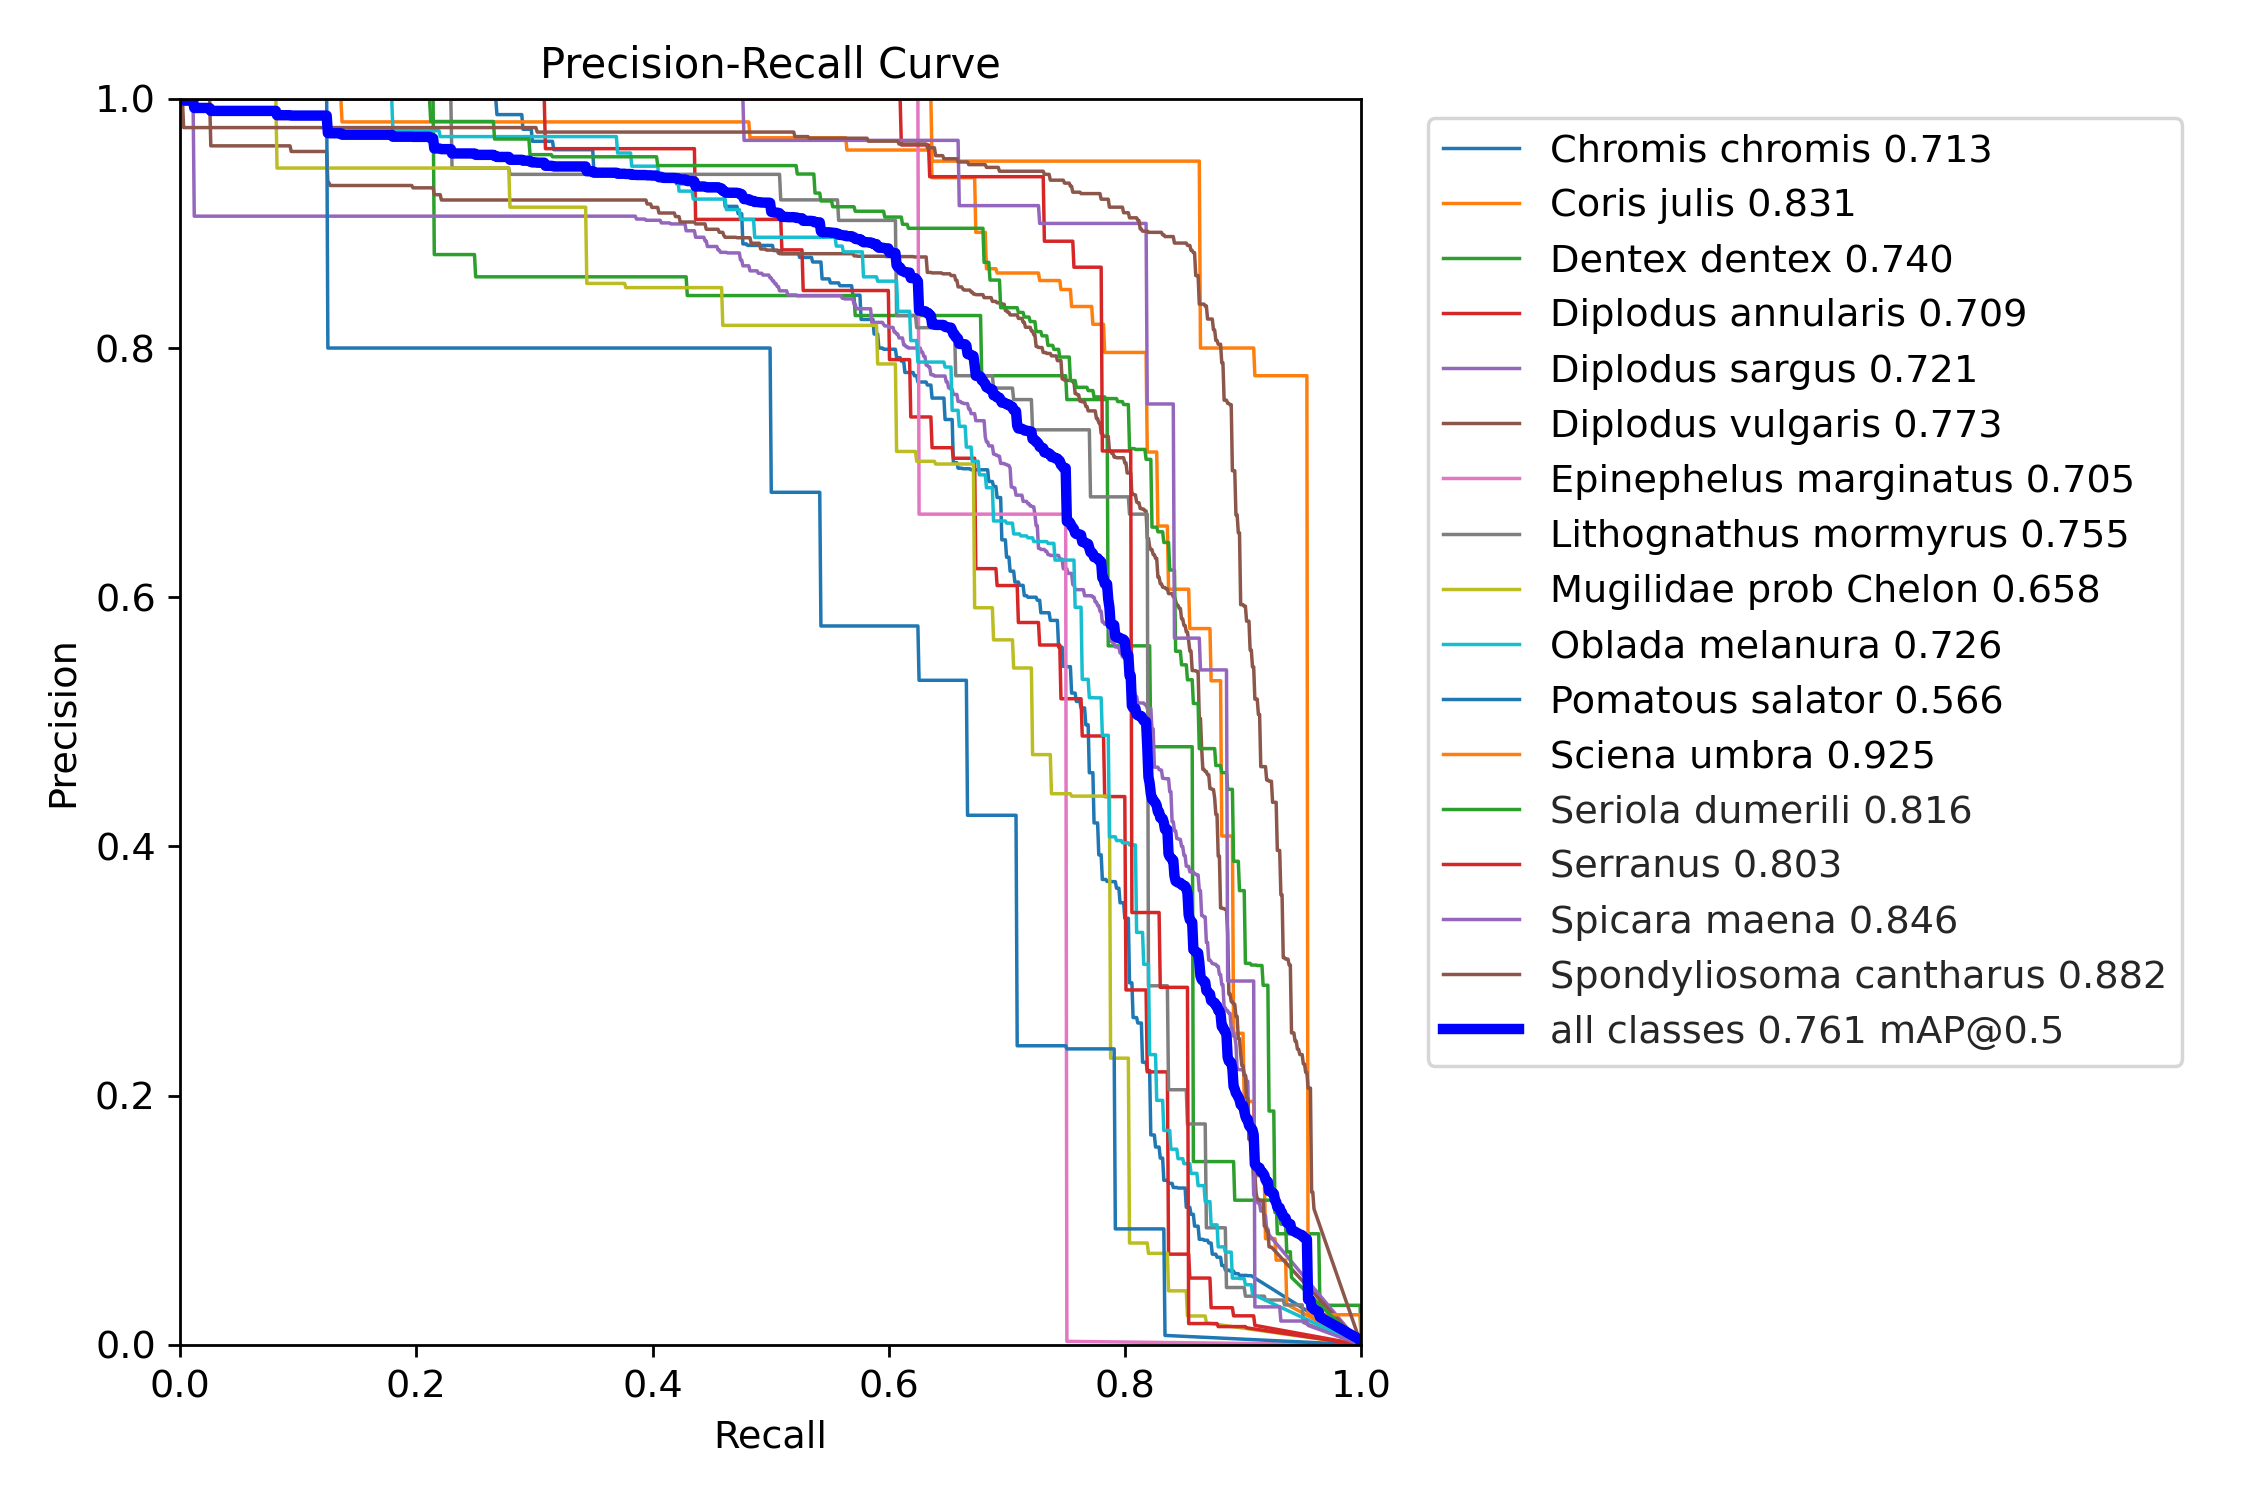 Precision-Recall Curve
1.0
0.8
0.6
0.4
0.2
0.0
Precision
0.0 0.2 0.4 0.6 0.8 1.0
Recall
Chromis chromis 0.713
Coris julis 0.831
Dentex dentex 0.740
Diplodus annularis 0.709
Diplodus sargus 0.721
Diplodus vulgaris 0.773
Epinephelus marginatus 0.705
Lithognathus mormyrus 0.755
Mugilidae prob Chelon 0.658
Oblada melanura 0.726
Pomatous salator 0.566
Sciena umbra 0.925
Seriola dumerili 0.816
Serranus 0.803
Spicara maena 0.846
Spondyliosoma cantharus 0.882
all classes 0.761 mAP@0.5